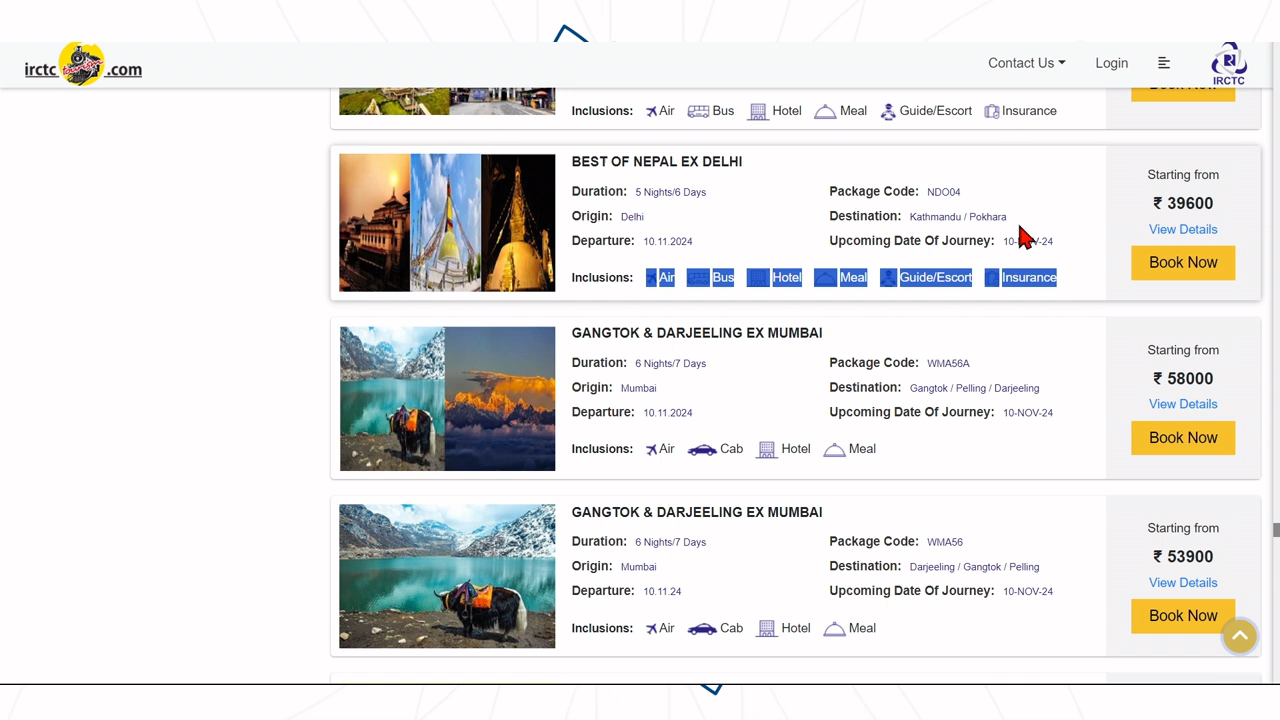 irctc tourism .com
Contact Us
Login
IRCTC
Inclusions: Air Bus Hotel Meal Guide/Escort Insurance
BEST OF NEPAL EX DELHI
Duration: 5 Nights/6 Days
Package Code: NDO04
Origin: Delhi
Destination: Kathmandu / Pokhara
Departure: 10.11.2024
Upcoming Date Of Journey:
Inclusions: Air Bus Hotel Meal Guide/Escort Insurance
Starting from
₹ 39600
View Details
Book Now
GANGTOK & DARJEELING EX MUMBAI
Duration: 6 Nights/7 Days
Package Code: WMA56A
Origin: Mumbai
Destination: Gangtok / Pelling / Darjeeling
Departure: 10.11.2024
Upcoming Date Of Journey: 10-NOV-24
Inclusions: Air Cab Hotel Meal
Starting from
₹ 58000
View Details
Book Now
GANGTOK & DARJEELING EX MUMBAI
Duration: 6 Nights/7 Days
Package Code: WMA56
Origin: Mumbai
Destination: Darjeeling / Gangtok / Pelling
Departure: 10.11.24
Upcoming Date Of Journey: 10-NOV-24
Inclusions: Air Cab Hotel Meal
Starting from
₹ 53900
View Details
Book Now